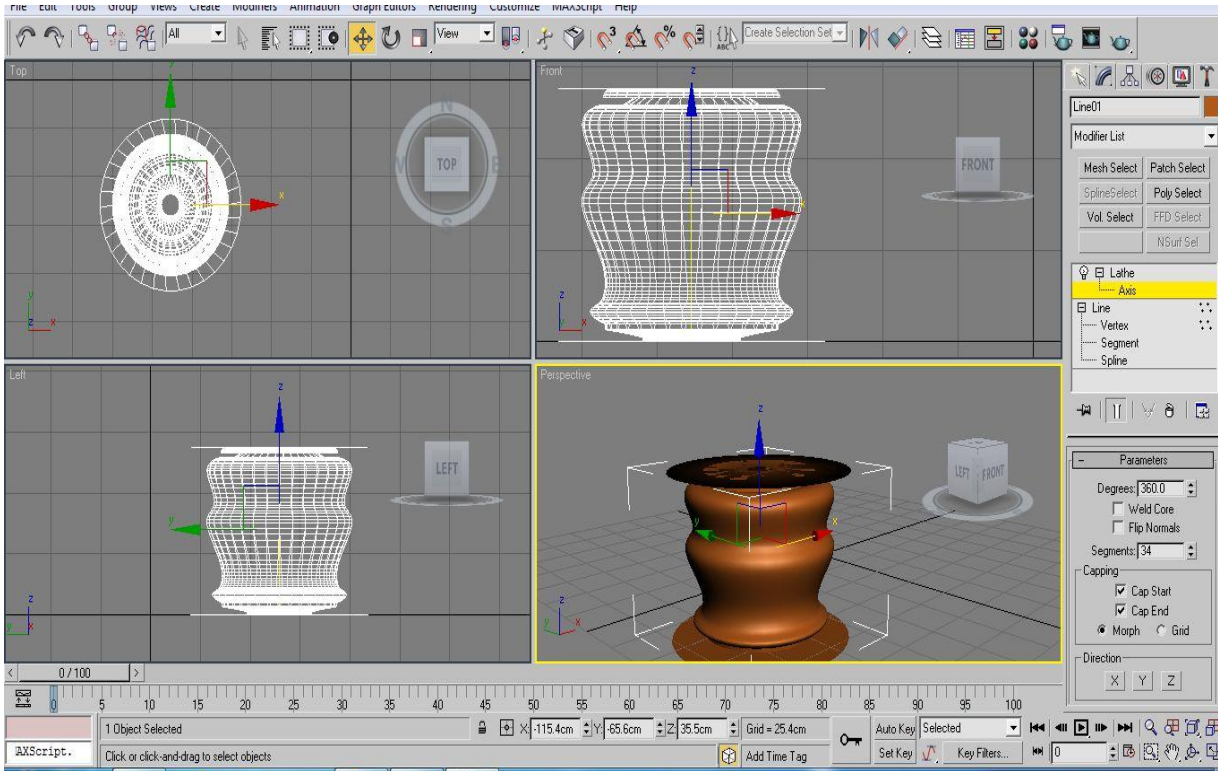 File Edit Tools Group Views Create Modifiers Animation Graph Editors Rendering Customize MAXScript Help
All
View
3
%
ABC
Create Selection Set
Top
y
x
N
TOP
S
z x
Front
z
x
FRONT
z
y x
Left
z
y
LEFT
z
y x
Perspective
z
y x
LEFT FRONT
z
y x
Line01
Modifier List
Mesh Select Patch Select
SplineSelect Poly Select
Vol. Select FFD Select
NSurf Sel
Lathe
Axis
Line
Vertex
Segment
Spline
- Parameters
Degrees: 360.0
Weld Core
Flip Normals
Segments: 34
Capping
Cap Start
Cap End
Morph Grid
Direction
X Y Z
< 0 / 100 >
0 5 10 15 20 25 30 35 40 45 50 55 60 65 70 75 80 85 90 95 100
1 Object Selected X: -115.4cm Y: -65.6cm Z: 35.5cm Grid = 25.4cm Auto Key Selected
AXScript. Click or click-and-drag to select objects Add Time Tag Set Key Key Filters... 0